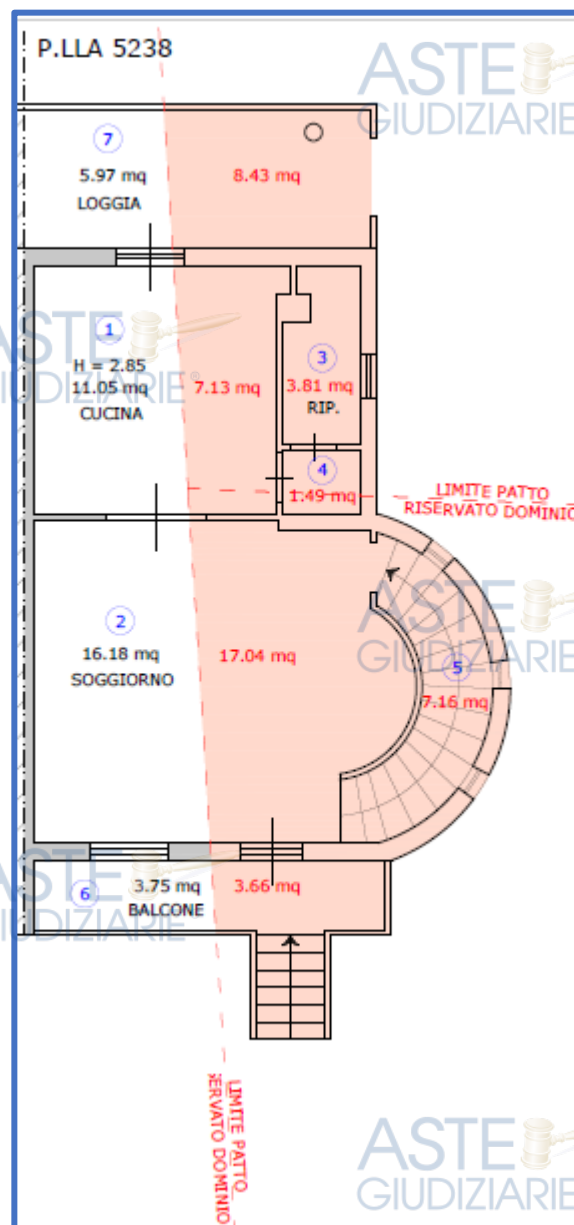 P.LLA 5238
ASTE
GIUDIZIARIE
7
5.97 mq
LOGGIA
8.43 mq
ASTE
GIUDIZIARIE®
1
H = 2.85
11.05 mq
CUCINA
7.13 mq
3
3.81 mq
RIP.
4
1.49 mq
LIMITE PATTO
RISERVATO DOMINIO
ASTE
GIUDIZIARIE
2
16.18 mq
SOGGIORNO
17.04 mq
5
7.16 mq
ASTE
GIUDIZIARIE
6
3.75 mq
BALCONE
3.66 mq
LIMITE PATTO
SERVATO DOMINIO
ASTE
GIUDIZIARIE